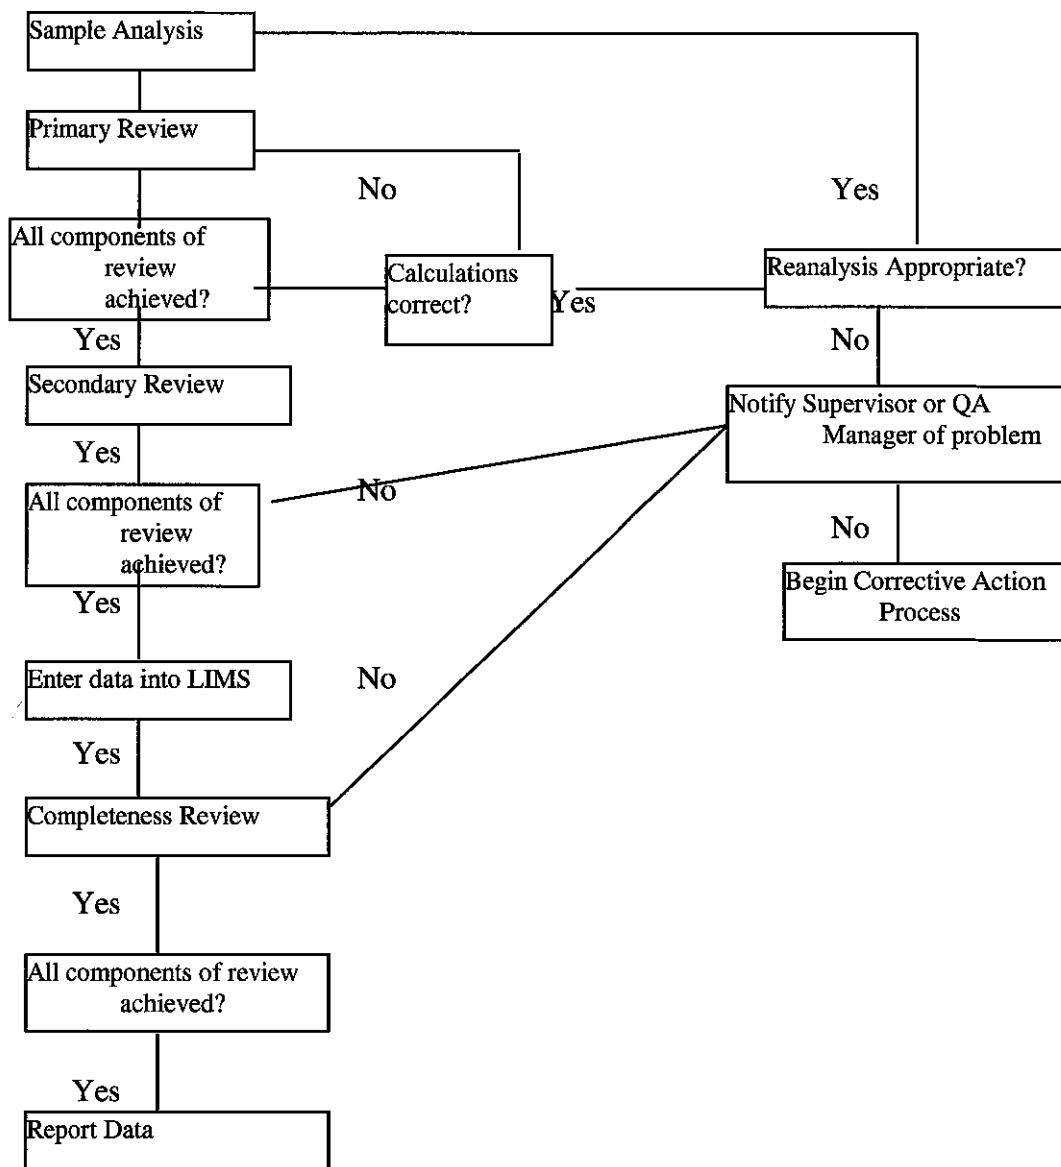 Sample Analysis
Primary Review
No
Yes
All components of
review
achieved?
Calculations
correct?
Yes
Reanalysis Appropriate?
Yes
No
Secondary Review
Notify Supervisor or QA
Manager of problem
Yes
No
All components of
review
achieved?
No
Begin Corrective Action
Process
Yes
Enter data into LIMS
No
Yes
Completeness Review
Yes
All components of review
achieved?
Yes
Report Data